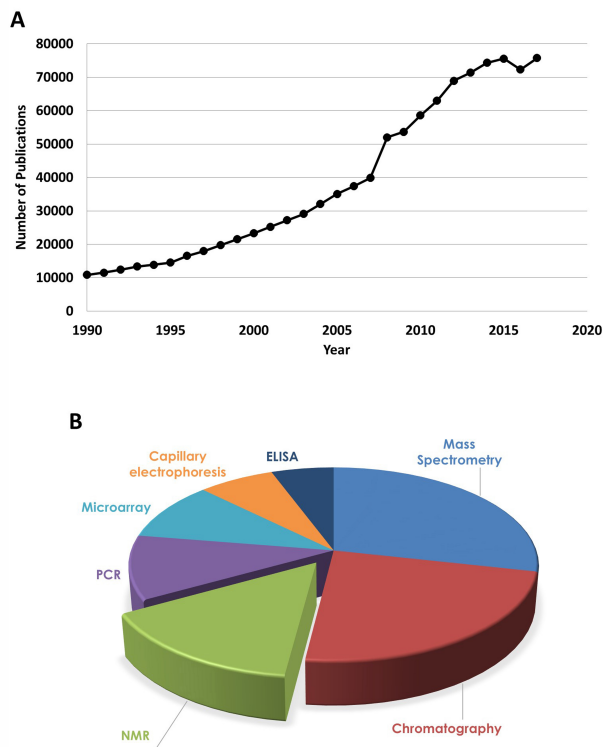 A
80000
70000
60000
50000
40000
30000
20000
10000
0
Number of Publications
1990 1995 2000 2005 2010 2015 2020
Year
B
Mass
Spectrometry
Capillary
electrophoresis
ELISA
Microarray
PCR
NMR
Chromatography